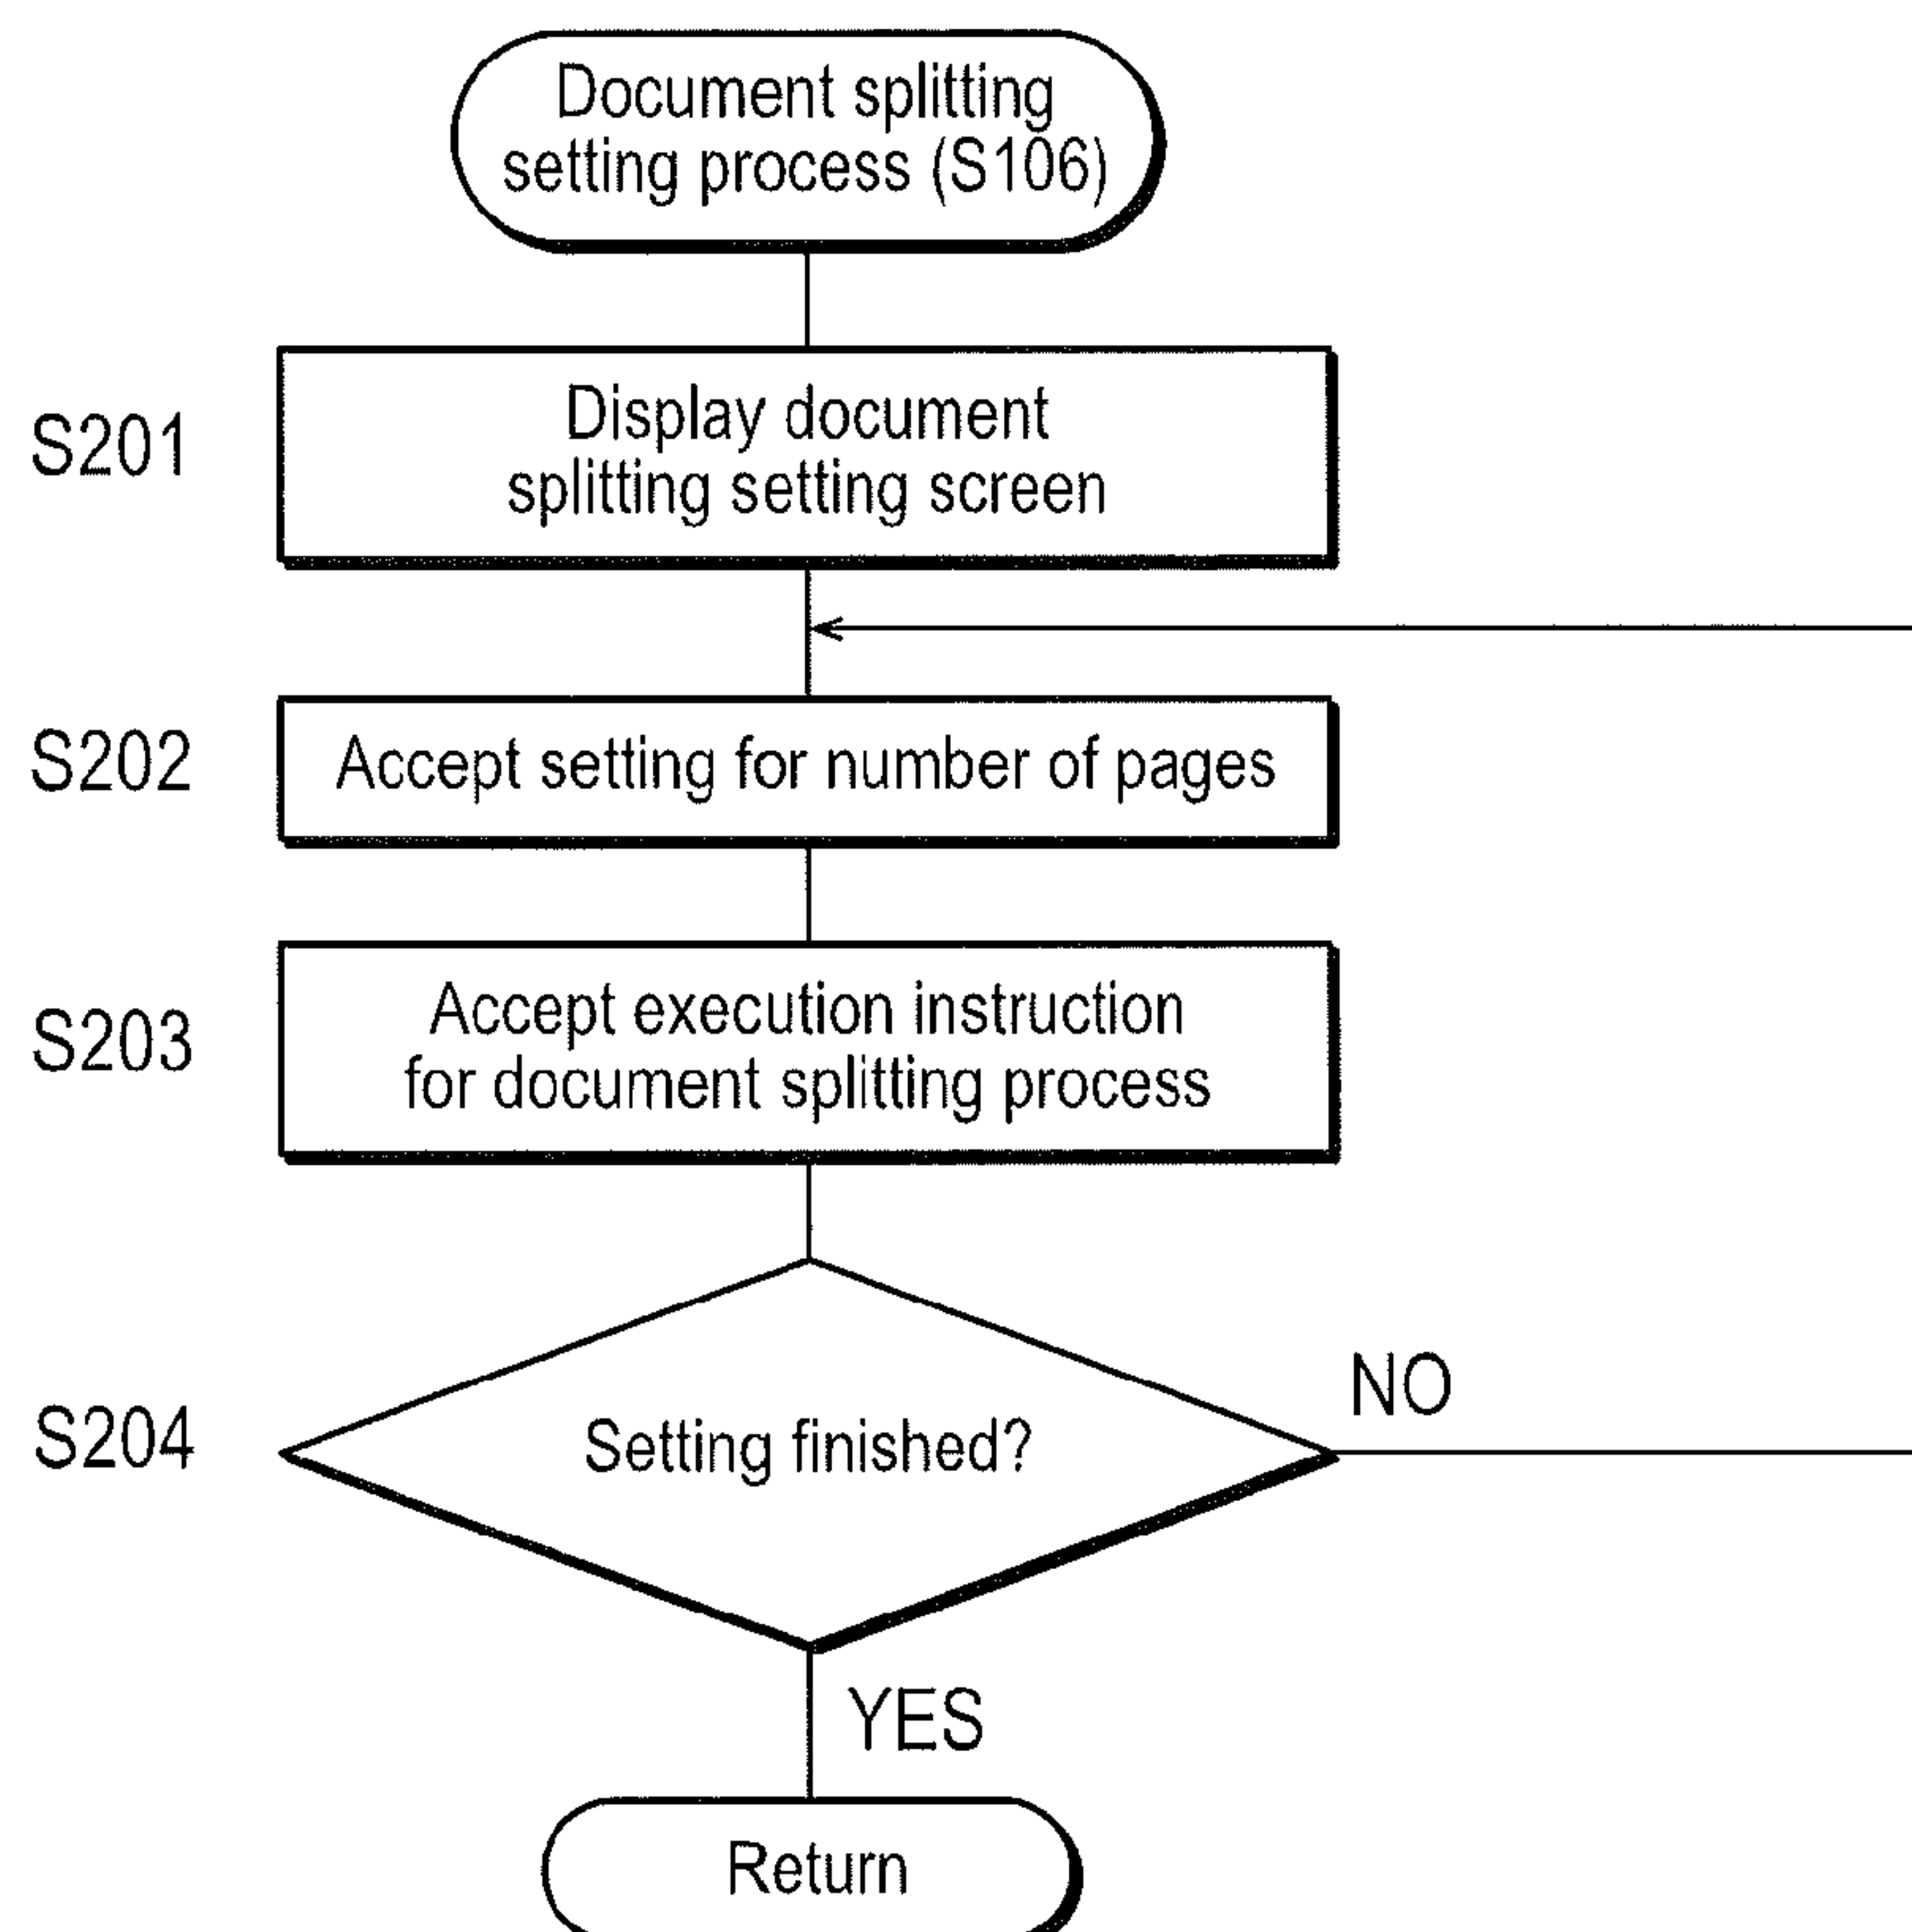 Document splitting
setting process (S106)
S201
Display document
splitting setting screen
S202
Accept setting for number of pages
S203
Accept execution instruction
for document splitting process
S204
Setting finished?
NO
YES
Return